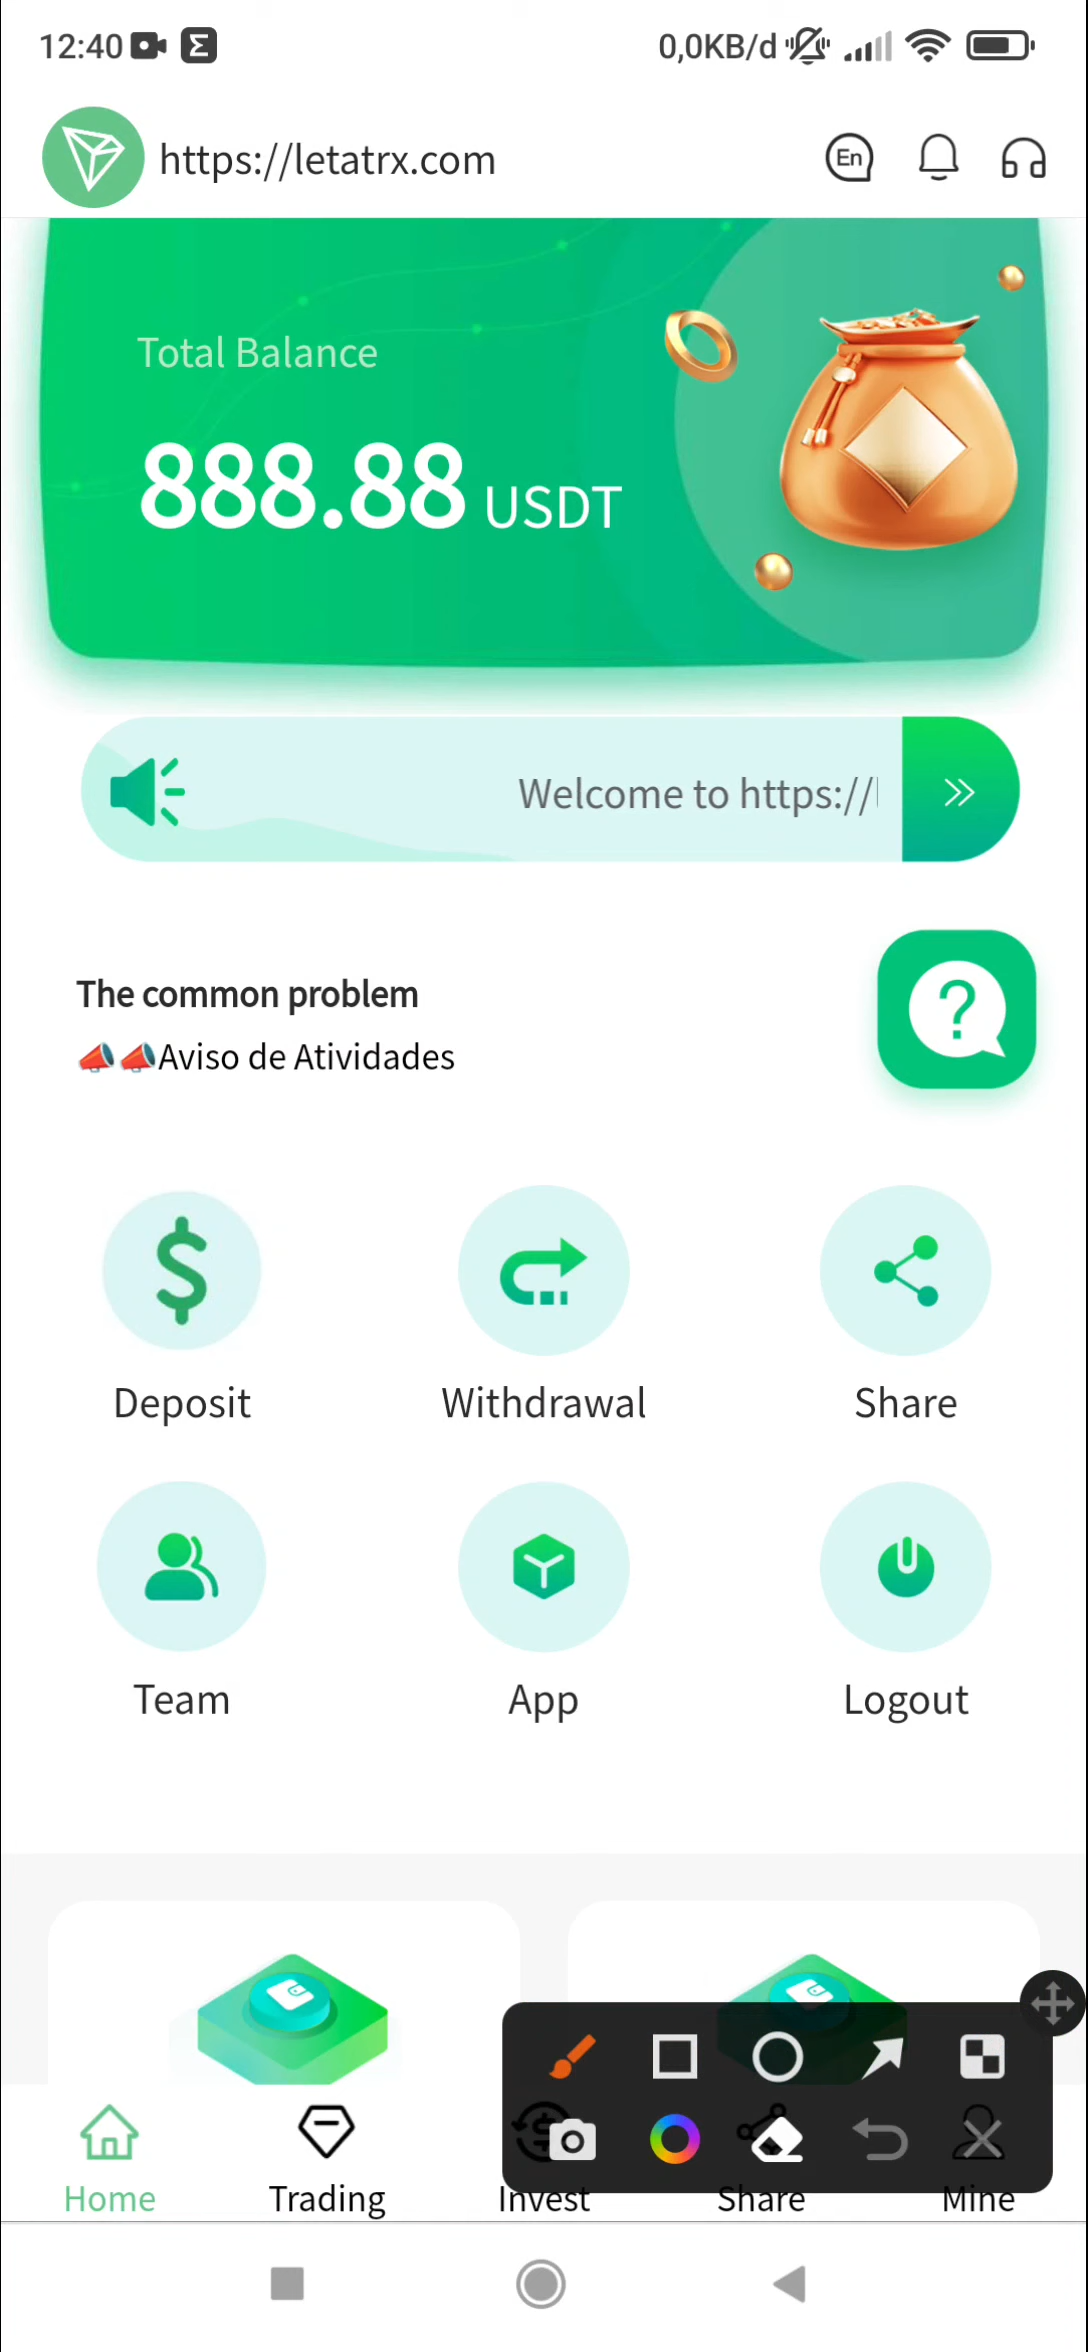 12:40
0,0KB/d
https://letatrx.com
En
Total Balance
888.88 USDT
Welcome to https://
The common problem
📣📣Aviso de Atividades
Deposit
Withdrawal
Share
Team
App
Logout
Home
Trading
Invest
Share
Mine